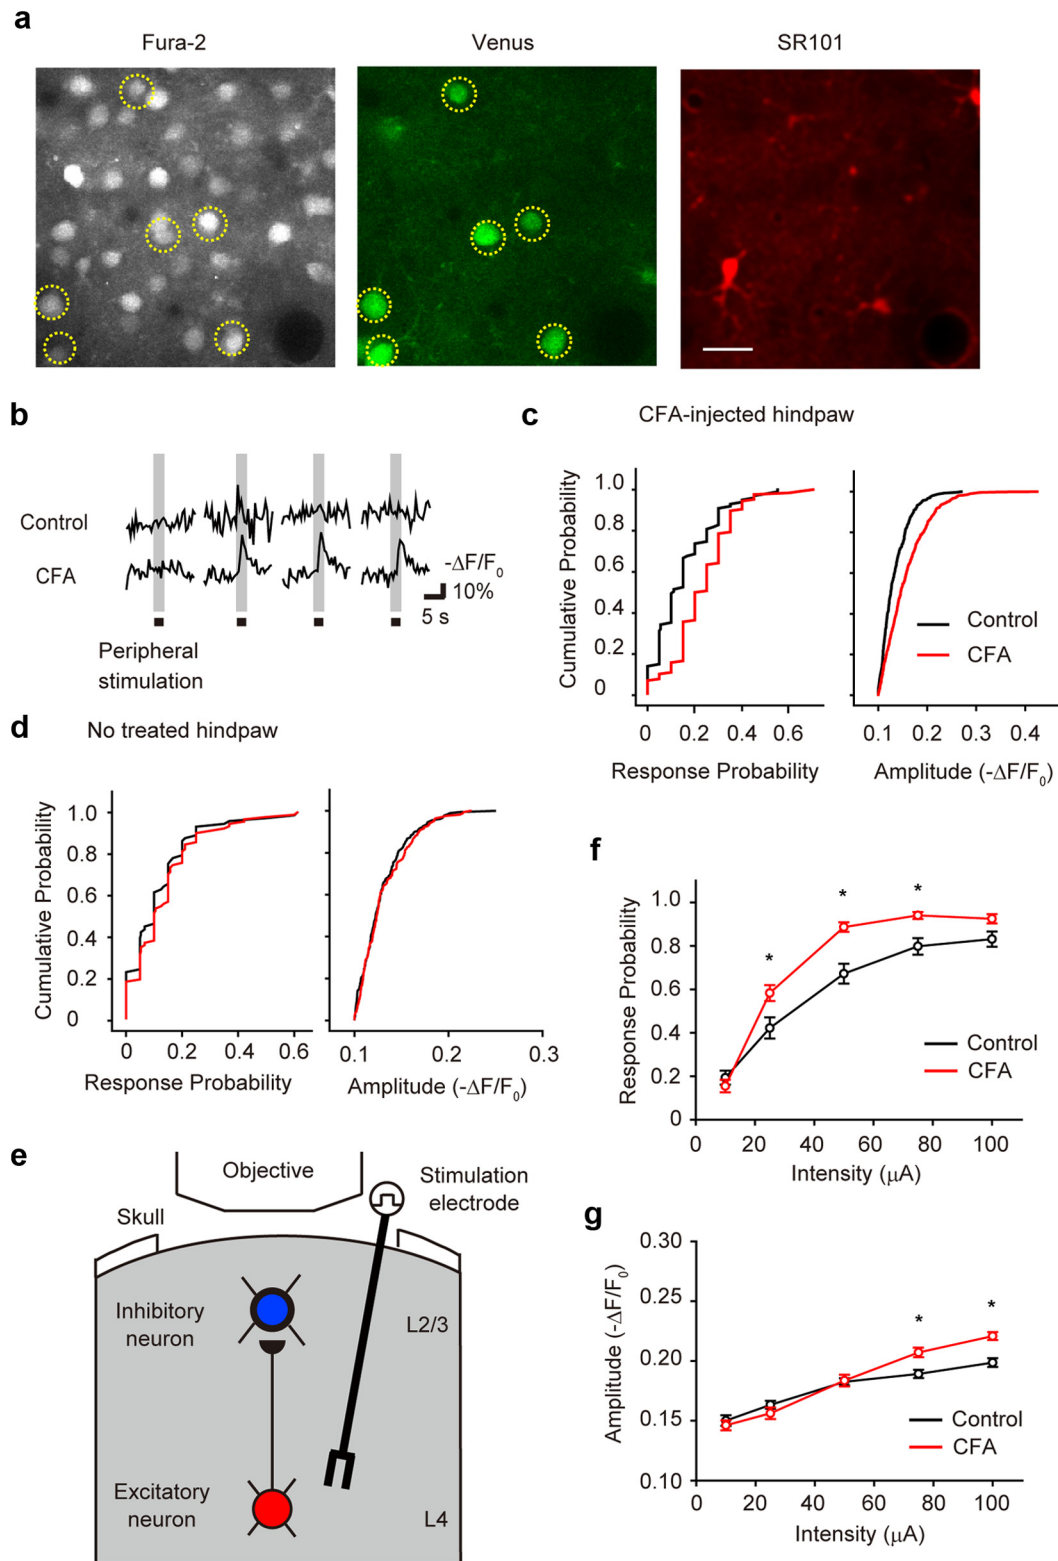 a
Fura-2
Venus
SR101
b
Control
CFA
-ΔF/F0
10%
5 s
Peripheral
stimulation
c
CFA-injected hindpaw
Cumulative Probability
1.0
0.8
0.6
0.4
0.2
0
0 0.2 0.4 0.6
Response Probability
Control
CFA
0.1 0.2 0.3 0.4
Amplitude (-ΔF/F0)
d
No treated hindpaw
Cumulative Probability
1.0
0.8
0.6
0.4
0.2
0
0 0.2 0.4 0.6
Response Probability
0.1 0.2 0.3
Amplitude (-ΔF/F0)
e
Objective
Stimulation
electrode
Skull
Inhibitory
neuron
L2/3
Excitatory
neuron
L4
f
Response Probability
1.0
0.8
0.6
0.4
0.2
0
* * *
Control
CFA
0 20 40 60 80 100
Intensity (μA)
g
Amplitude (-ΔF/F0)
0.30
0.25
0.20
0.15
0.10
* *
Control
CFA
0 20 40 60 80 100
Intensity (μA)